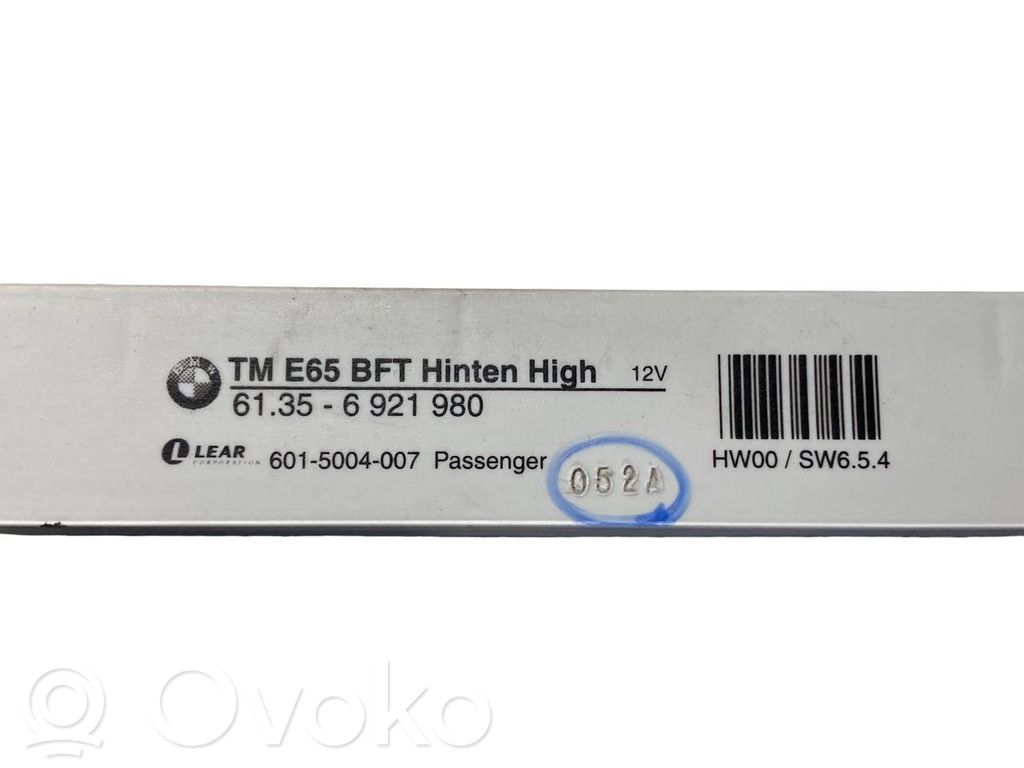 TM E65 BFT Hinten High 12V
61.35 - 6 921 980
LEAR
CORPORATION
601-5004-007 Passenger
052A
HW00 / SW6.5.4
Ovoko